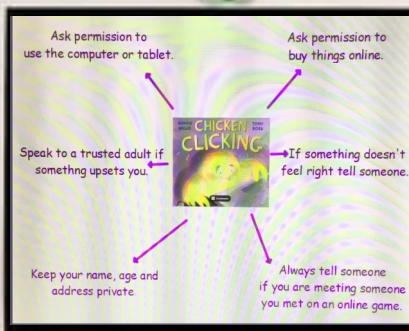 Ask permission to
use the computer or tablet.
Ask permission to
buy things online.
CHICKEN
CLICKING
Speak to a trusted adult if
somethng upsets you.
If something doesn't
feel right tell someone.
Keep your name, age and
address private
Always tell someone
if you are meeting someone
you met on an online game.